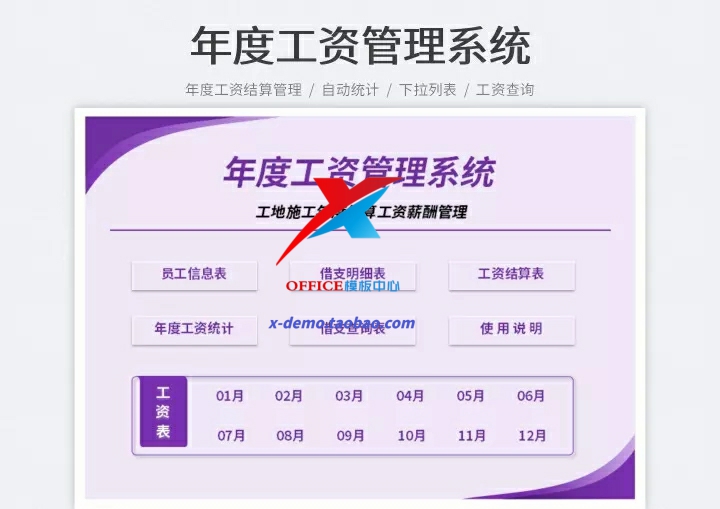 年度工资管理系统
年度工资结算管理 / 自动统计 / 下拉列表 / 工资查询
年度工资管理系统
工地施工年度结算工资薪酬管理
员工信息表 借支明细表 工资结算表
OFFICE模板中心
年度工资统计 借支查询表 使用说明
x-demo.taobao.com
工资表
01月 02月 03月 04月 05月 06月
07月 08月 09月 10月 11月 12月